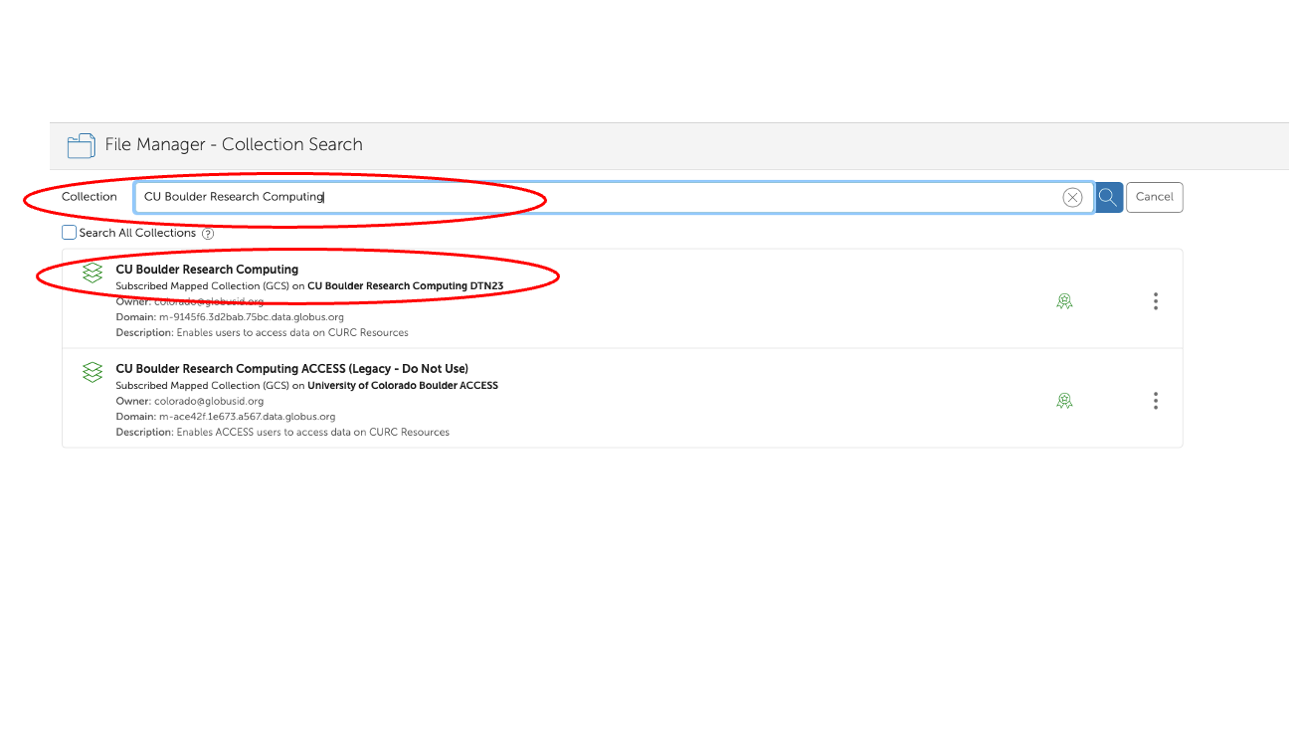 File Manager - Collection Search
Collection CU Boulder Research Computing Cancel
Search All Collections ?
CU Boulder Research Computing
Subscribed Mapped Collection (GCS) on CU Boulder Research Computing DTN23
Owner: colorado@globusid.org
Domain: m-9145f6.3d2bab.75bc.data.globus.org
Description: Enables users to access data on CURC Resources
CU Boulder Research Computing ACCESS (Legacy - Do Not Use)
Subscribed Mapped Collection (GCS) on University of Colorado Boulder ACCESS
Owner: colorado@globusid.org
Domain: m-ace42f.1e673.a567.data.globus.org
Description: Enables ACCESS users to access data on CURC Resources